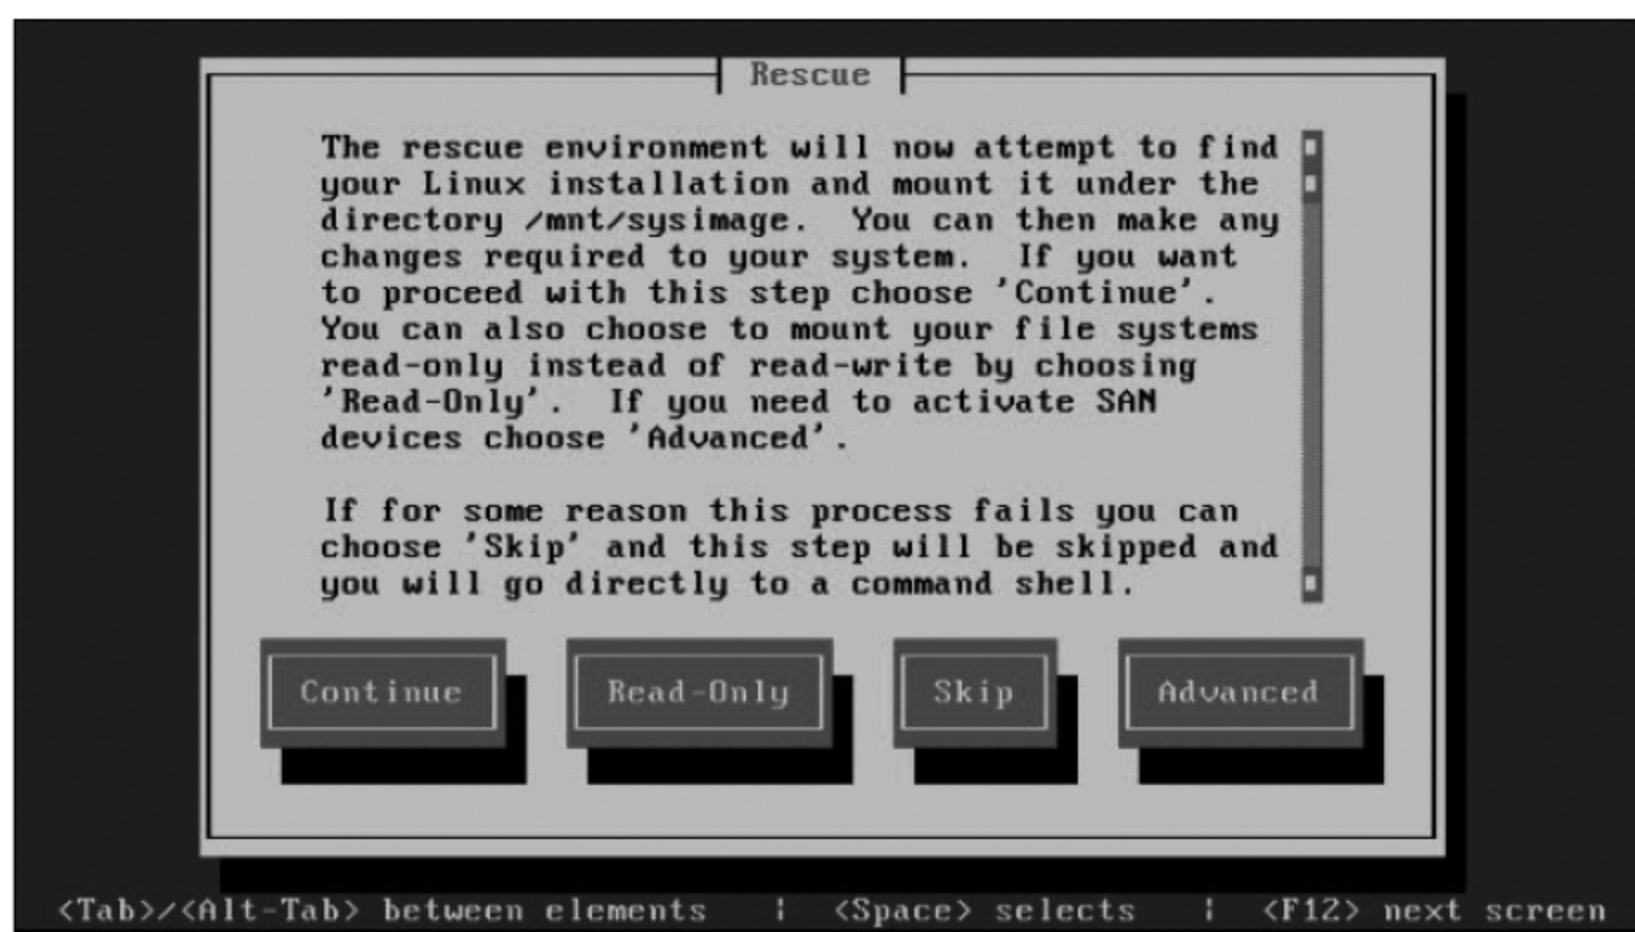 Rescue
The rescue environment will now attempt to find
your Linux installation and mount it under the
directory /mnt/sysimage.  You can then make any
changes required to your system.  If you want
to proceed with this step choose 'Continue'.
You can also choose to mount your file systems
read-only instead of read-write by choosing
'Read-Only'.  If you need to activate SAN
devices choose 'Advanced'.
If for some reason this process fails you can
choose 'Skip' and this step will be skipped and
you will go directly to a command shell.
Continue Read-Only Skip Advanced
<Tab>/<Alt-Tab> between elements | <Space> selects | <F12> next screen